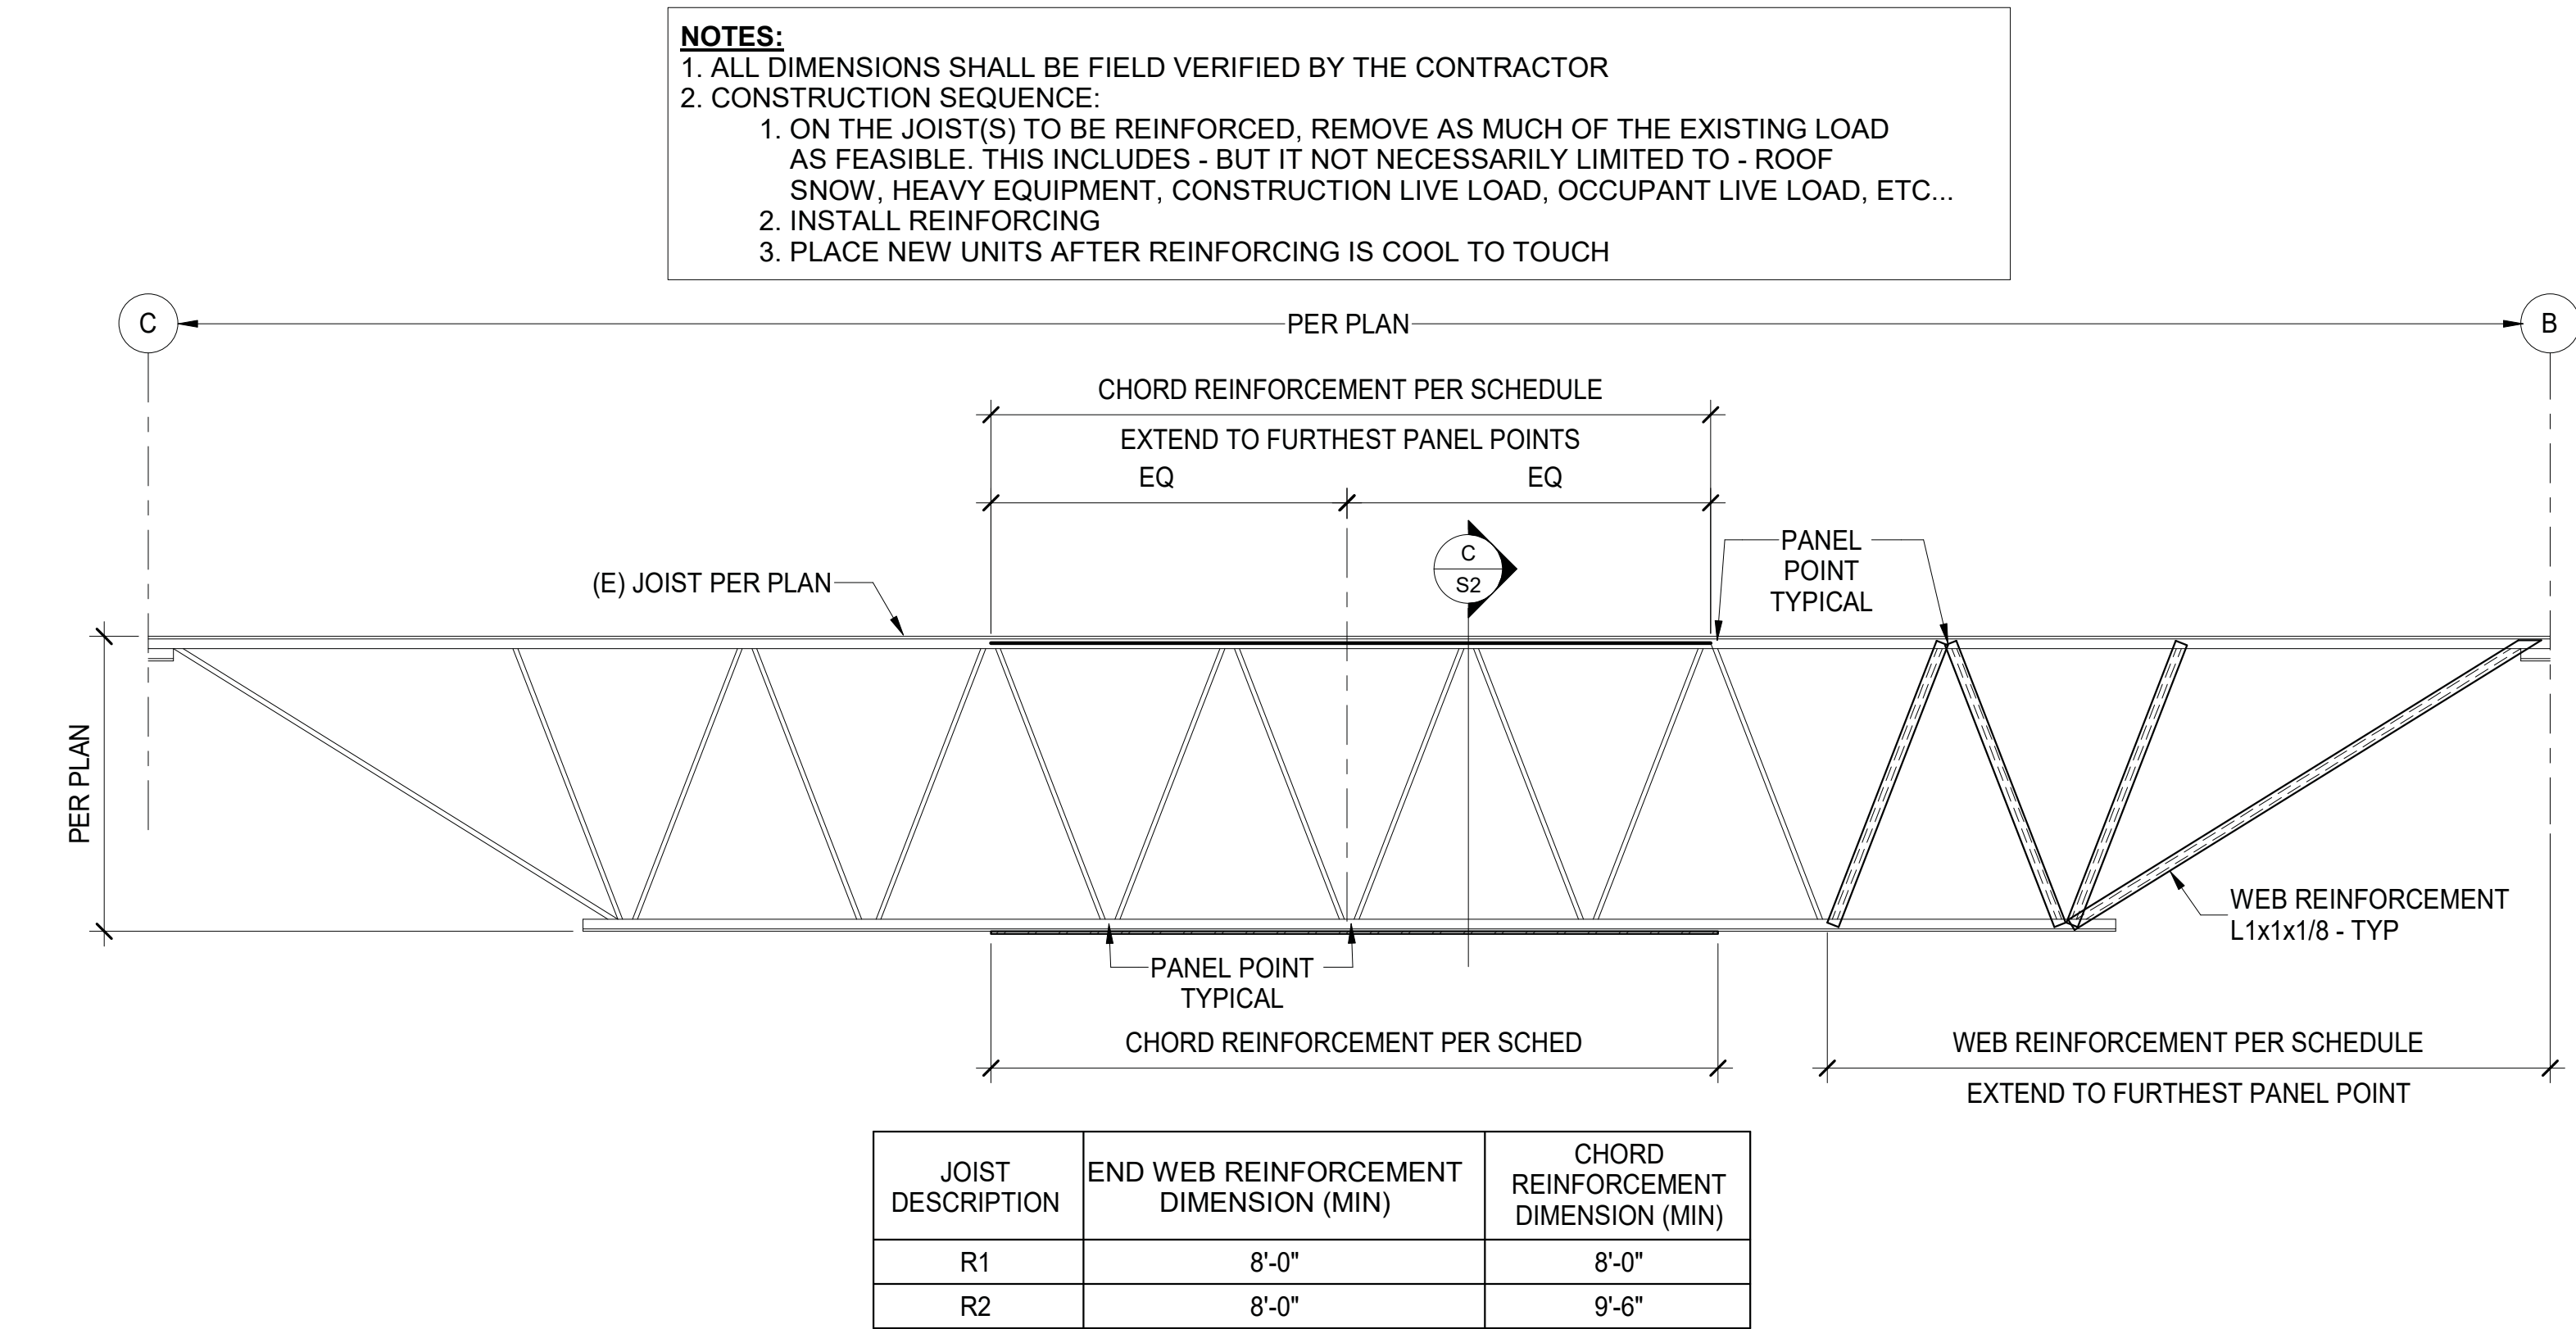 NOTES:
1. ALL DIMENSIONS SHALL BE FIELD VERIFIED BY THE CONTRACTOR
2. CONSTRUCTION SEQUENCE:
1. ON THE JOIST(S) TO BE REINFORCED, REMOVE AS MUCH OF THE EXISTING LOAD
AS FEASIBLE. THIS INCLUDES - BUT IT NOT NECESSARILY LIMITED TO - ROOF
SNOW, HEAVY EQUIPMENT, CONSTRUCTION LIVE LOAD, OCCUPANT LIVE LOAD, ETC...
2. INSTALL REINFORCING
3. PLACE NEW UNITS AFTER REINFORCING IS COOL TO TOUCH
C
PER PLAN
B
CHORD REINFORCEMENT PER SCHEDULE
EXTEND TO FURTHEST PANEL POINTS
EQ
EQ
C
S2
PANEL
POINT
TYPICAL
(E) JOIST PER PLAN
PER PLAN
WEB REINFORCEMENT
L1x1x1/8 - TYP
PANEL POINT
TYPICAL
CHORD REINFORCEMENT PER SCHED
WEB REINFORCEMENT PER SCHEDULE
EXTEND TO FURTHEST PANEL POINT
JOIST
DESCRIPTION
END WEB REINFORCEMENT
DIMENSION (MIN)
CHORD
REINFORCEMENT
DIMENSION (MIN)
R1
8'-0"
8'-0"
R2
8'-0"
9'-6"